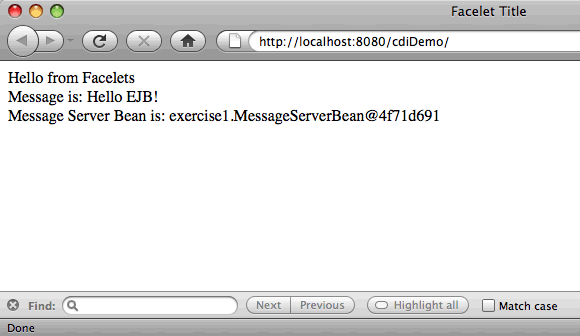 Facelet Title
http://localhost:8080/cdiDemo/
Hello from Facelets
Message is: Hello EJB!
Message Server Bean is: exercise1.MessageServerBean@4f71d691
Find: Next Previous Highlight all Match case
Done